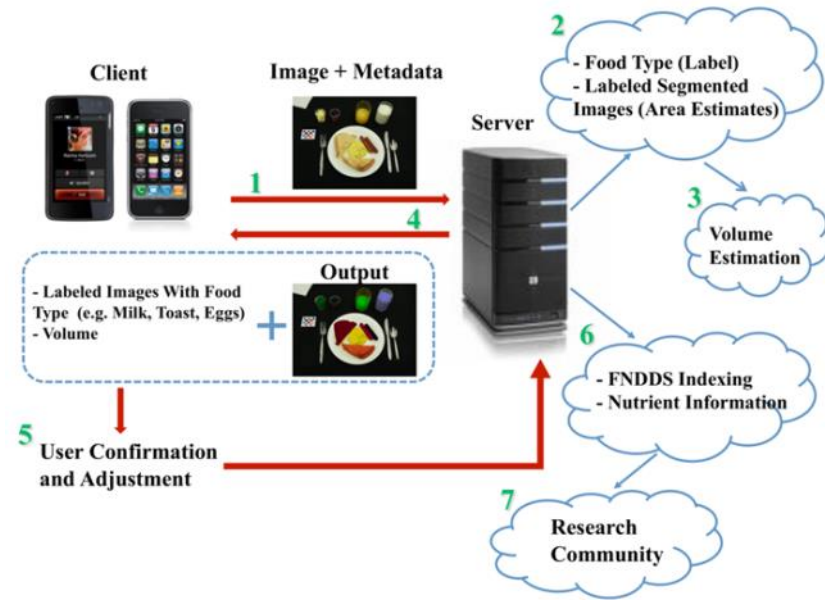 Client
Image + Metadata
Server
1
4
2
- Food Type (Label)
- Labeled Segmented
Images (Area Estimates)
3
Volume
Estimation
Output
- Labeled Images With Food
Type (e.g. Milk, Toast, Eggs)
- Volume
+
5
User Confirmation
and Adjustment
6
- FNDDS Indexing
- Nutrient Information
7
Research
Community